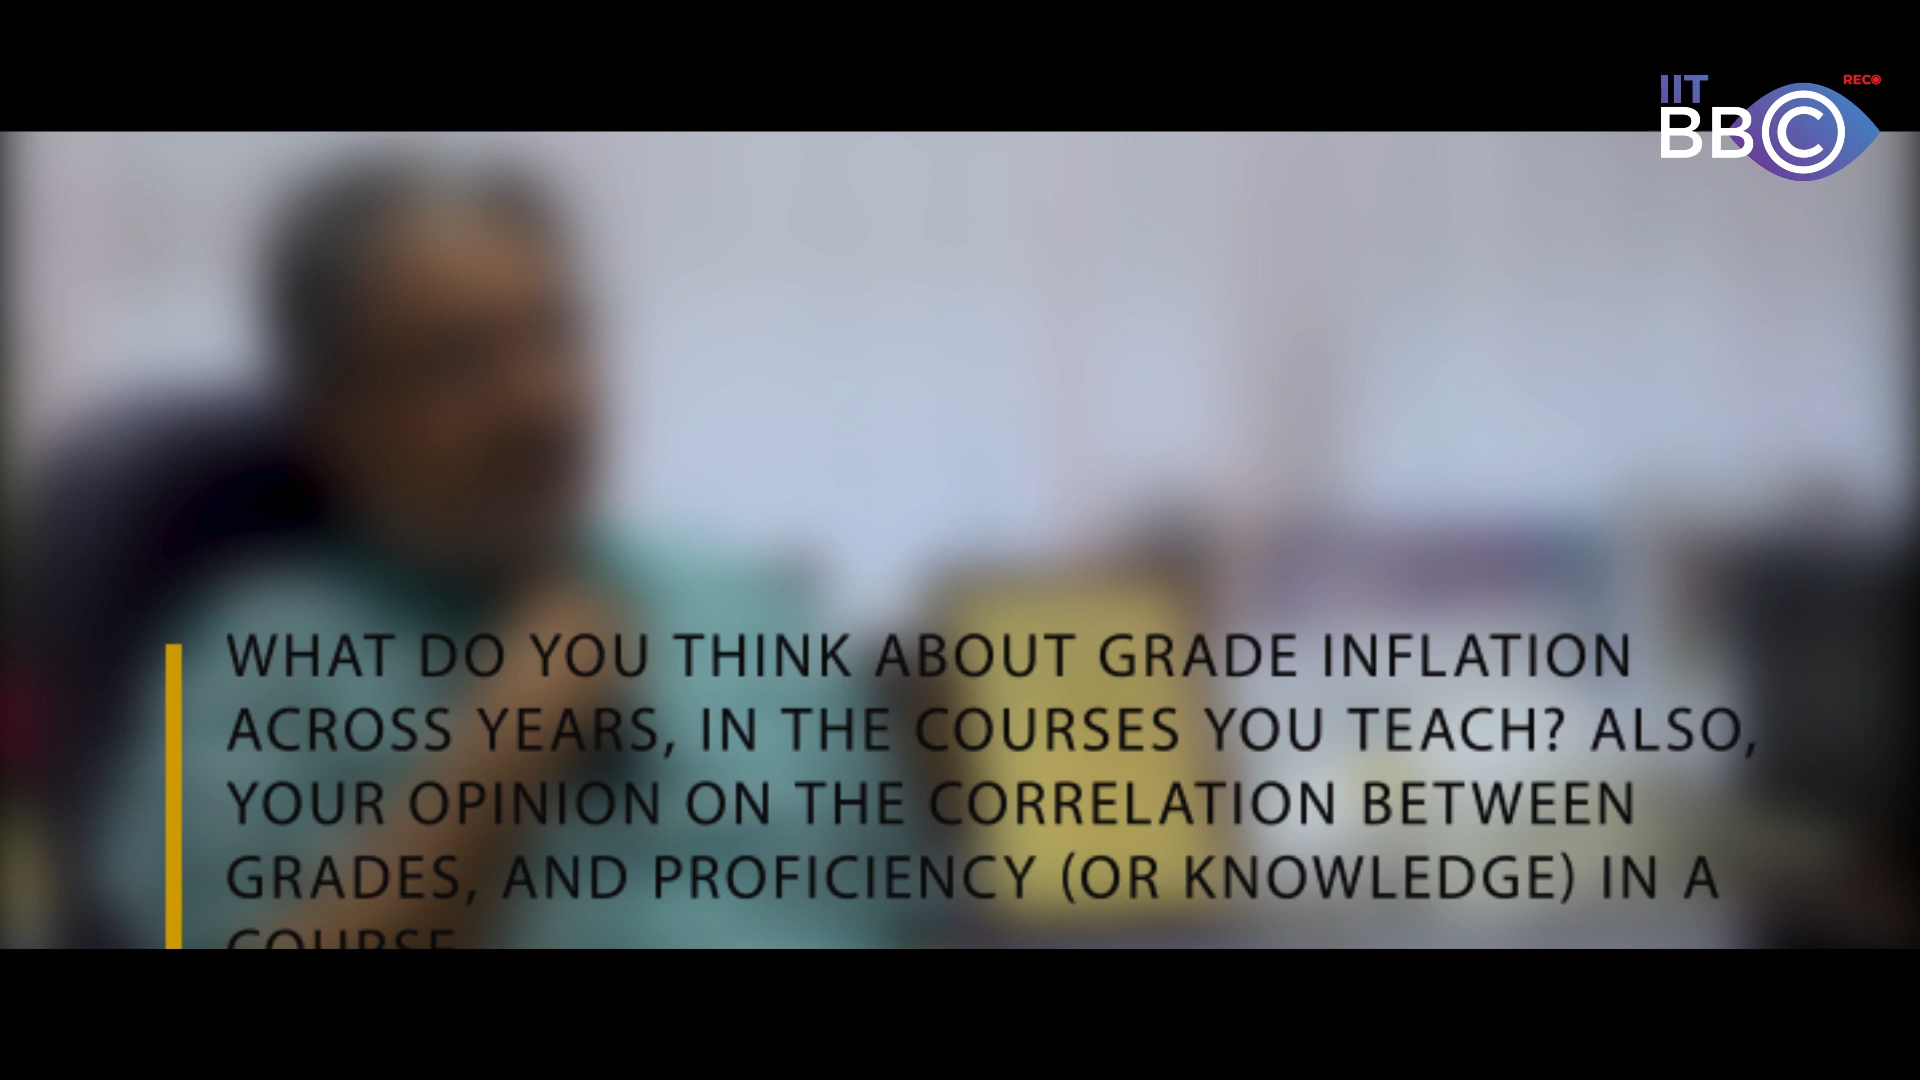 IIT
BBC
REC
WHAT DO YOU THINK ABOUT GRADE INFLATION
ACROSS YEARS, IN THE COURSES YOU TEACH? ALSO,
YOUR OPINION ON THE CORRELATION BETWEEN
GRADES, AND PROFICIENCY (OR KNOWLEDGE) IN A
COURSE